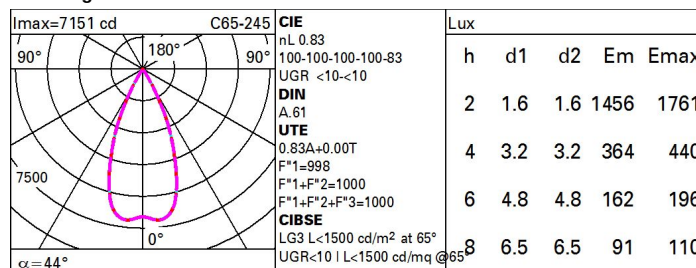 Imax=7151 cd C65-245
90° 180° 90°
7500
0°
α=44°
CIE
nL 0.83
100-100-100-100-83
UGR <10-<10
DIN
A.61
UTE
0.83A+0.00T
F"1=998
F"1+F"2=1000
F"1+F"2+F"3=1000
CIBSE
LG3 L<1500 cd/m² at 65°
UGR<10 | L<1500 cd/mq @65°
Lux
h d1 d2 Em Emax
2 1.6 1.6 1456 1761
4 3.2 3.2 364 440
6 4.8 4.8 162 196
8 6.5 6.5 91 110